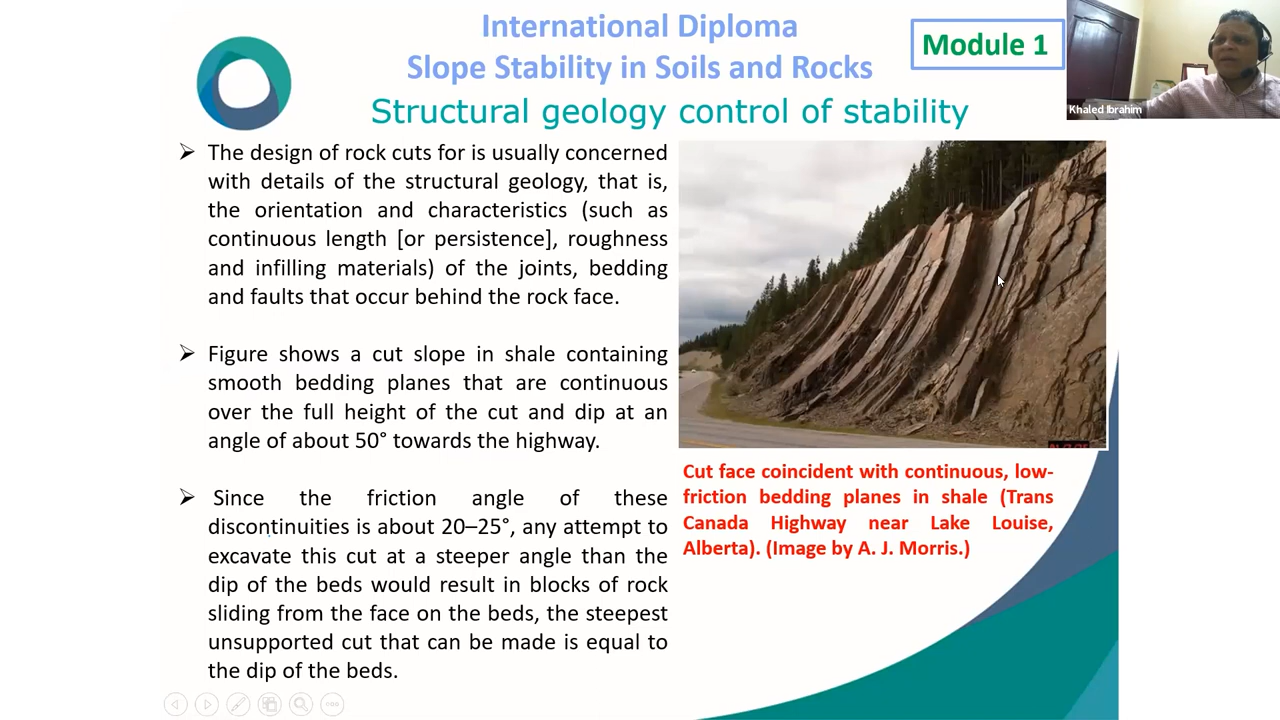 International Diploma
Slope Stability in Soils and Rocks
Module 1
Khaled Ibrahim
Structural geology control of stability
The design of rock cuts for is usually concerned
with details of the structural geology, that is,
the orientation and characteristics (such as
continuous length [or persistence], roughness
and infilling materials) of the joints, bedding
and faults that occur behind the rock face.
Figure shows a cut slope in shale containing
smooth bedding planes that are continuous
over the full height of the cut and dip at an
angle of about 50° towards the highway.
Since the friction angle of these
discontinuities is about 20–25°, any attempt to
excavate this cut at a steeper angle than the
dip of the beds would result in blocks of rock
sliding from the face on the beds, the steepest
unsupported cut that can be made is equal to
the dip of the beds.
Cut face coincident with continuous, low-
friction bedding planes in shale (Trans
Canada Highway near Lake Louise,
Alberta). (Image by A. J. Morris.)